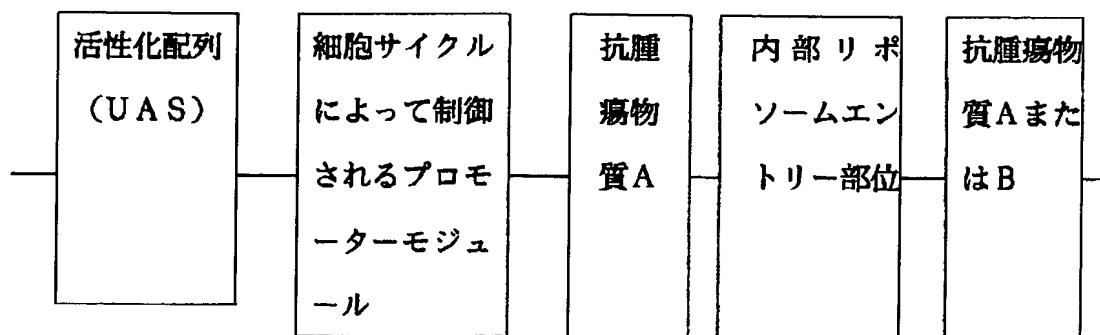 活性化配列
(UAS)
細胞サイクル
によって制御
されるプロモ
ーターモジュ
ール
抗腫
瘍物
質A
内部リポ
ソームエン
トリー部位
抗腫瘍物
質Aまた
はB